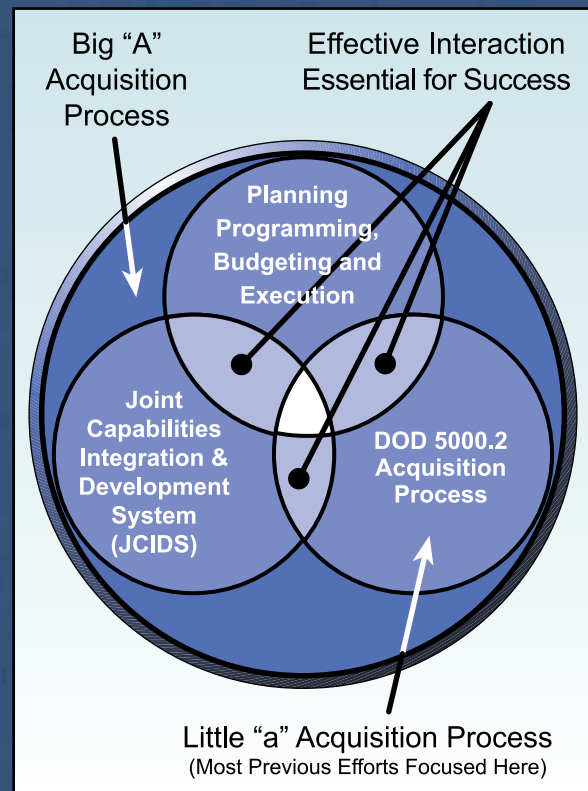 Big “A”
Acquisition
Process
Effective Interaction
Essential for Success
Planning
Programming,
Budgeting and
Execution
Joint
Capabilities
Integration &
Development
System
(JCIDS)
DOD 5000.2
Acquisition
Process
Little “a” Acquisition Process
(Most Previous Efforts Focused Here)